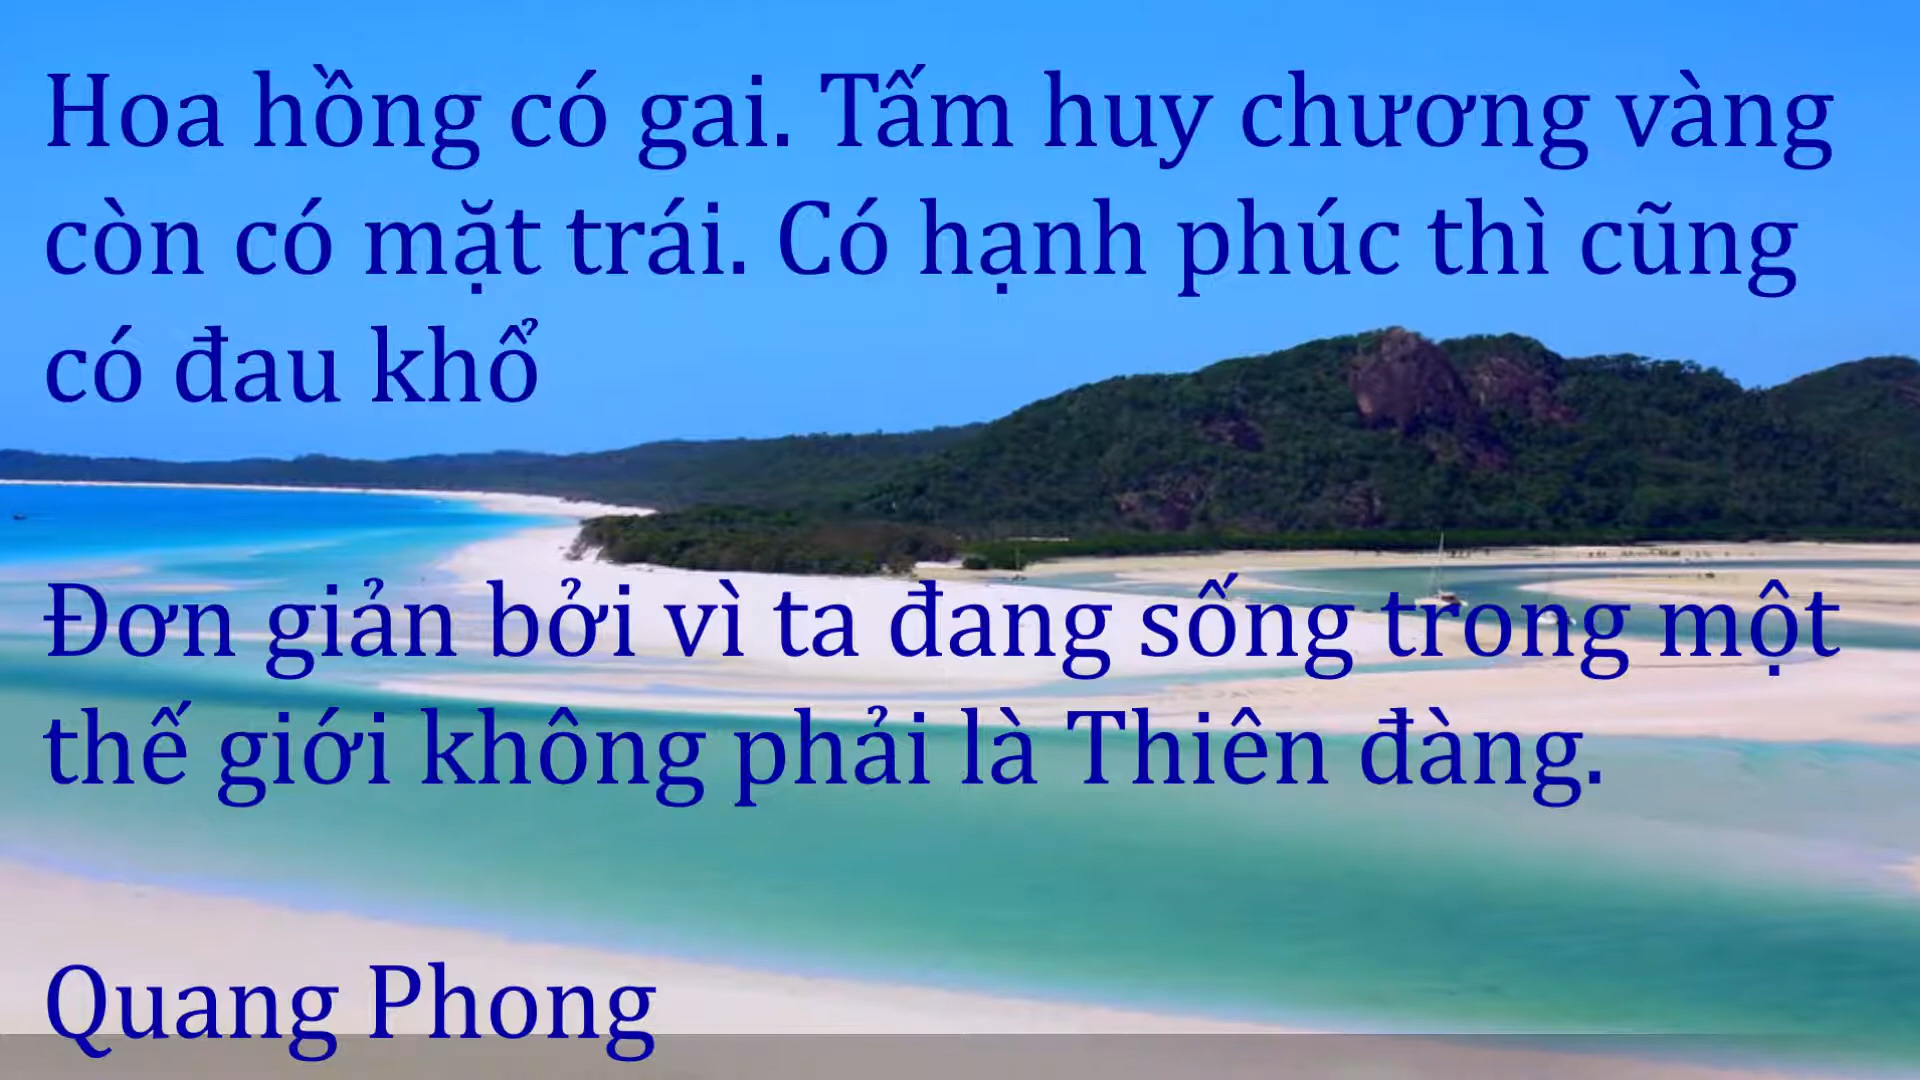 Hoa hồng có gai. Tấm huy chương vàng
còn có mặt trái. Có hạnh phúc thì cũng
có đau khổ
Đơn giản bởi vì ta đang sống trong một
thế giới không phải là Thiên đàng.
Quang Phong